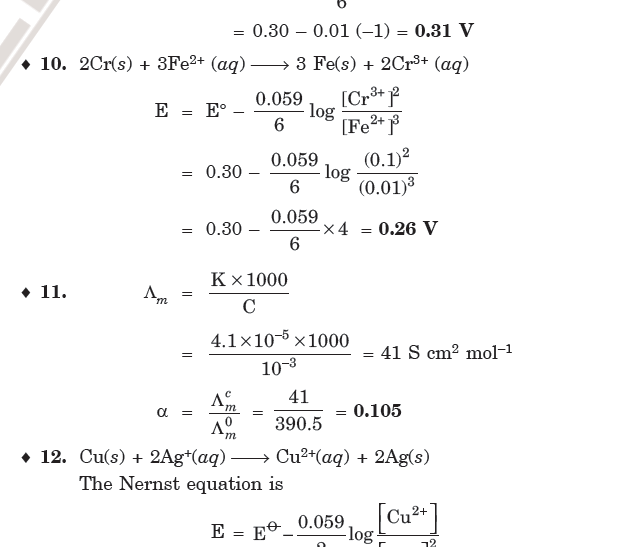 6
= 0.30 – 0.01 (–1) = 0.31 V
♦ 10. 2Cr(s) + 3Fe²⁺ (aq) ⟶ 3 Fe(s) + 2Cr³⁺ (aq)
E = E° – 0.059/6 log [Cr³⁺]²/[Fe²⁺]³
= 0.30 – 0.059/6 log (0.1)²/(0.01)³
= 0.30 – 0.059/6 × 4 = 0.26 V
♦ 11. Λₘ = K × 1000/C
= 4.1×10⁻⁵ ×1000/10⁻³ = 41 S cm² mol⁻¹
α = Λᶜₘ/Λ⁰ₘ = 41/390.5 = 0.105
♦ 12. Cu(s) + 2Ag⁺(aq) ⟶ Cu²⁺(aq) + 2Ag(s)
The Nernst equation is
E = E⊖ – 0.059/2 log [Cu²⁺]